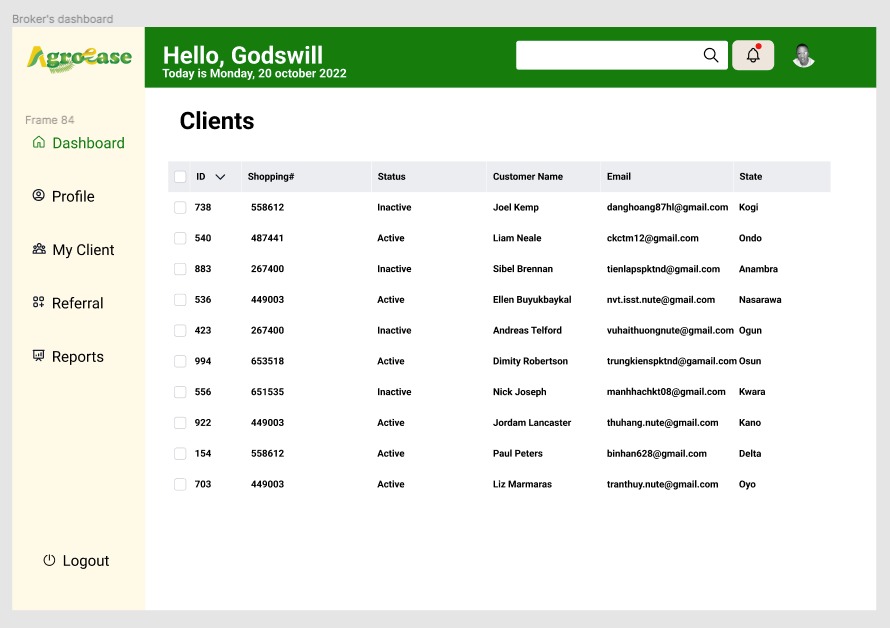 Broker's dashboard
Agroease
Hello, Godswill
Today is Monday, 20 october 2022
Frame 84
Dashboard
Profile
My Client
Referral
Reports
Logout
Clients
ID Shopping# Status Customer Name Email State
738 558612 Inactive Joel Kemp danghoang87hl@gmail.com Kogi
540 487441 Active Liam Neale ckctm12@gmail.com Ondo
883 267400 Inactive Sibel Brennan tienlapspktnd@gmail.com Anambra
536 449003 Active Ellen Buyukbaykal nvt.isst.nute@gmail.com Nasarawa
423 267400 Inactive Andreas Telford vuhaithuongnute@gmail.com Ogun
994 653518 Active Dimity Robertson trungkienspktnd@gamail.com Osun
556 651535 Inactive Nick Joseph manhhachkt08@gmail.com Kwara
922 449003 Active Jordam Lancaster thuhang.nute@gmail.com Kano
154 558612 Active Paul Peters binhan628@gmail.com Delta
703 449003 Active Liz Marmaras tranthuy.nute@gmail.com Oyo